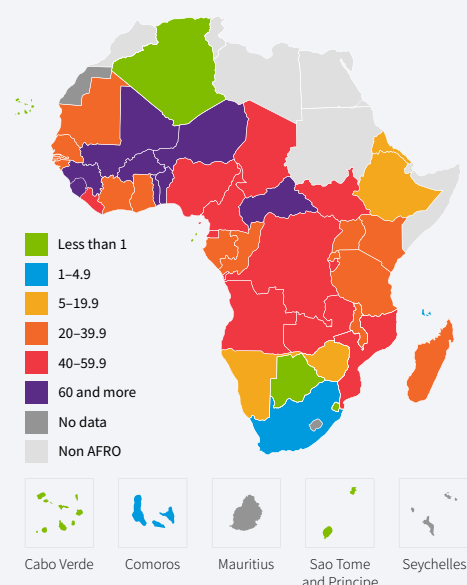 Less than 1
1–4.9
5–19.9
20–39.9
40–59.9
60 and more
No data
Non AFRO
Cabo Verde
Comoros
Mauritius
Sao Tome
and Principe
Seychelles